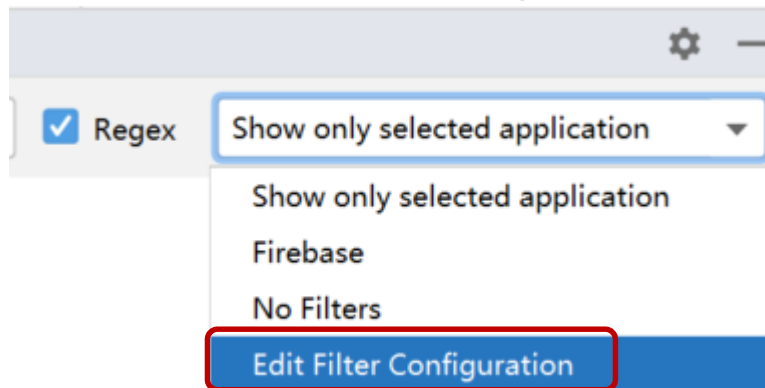 Regex Show only selected application
Show only selected application
Firebase
No Filters
Edit Filter Configuration